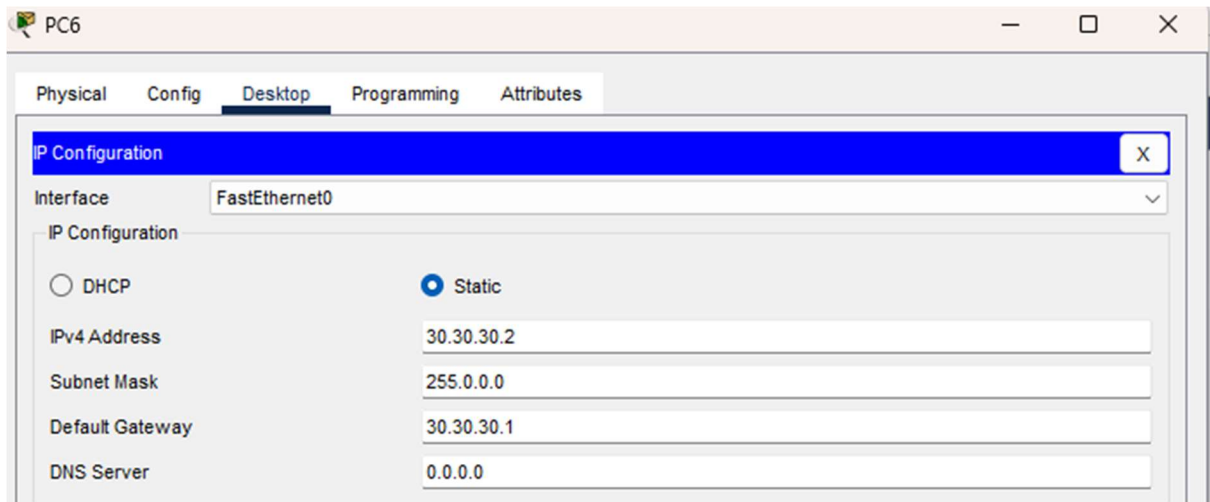 PC6
Physical Config Desktop Programming Attributes
IP Configuration X
Interface FastEthernet0
IP Configuration
DHCP Static
IPv4 Address 30.30.30.2
Subnet Mask 255.0.0.0
Default Gateway 30.30.30.1
DNS Server 0.0.0.0